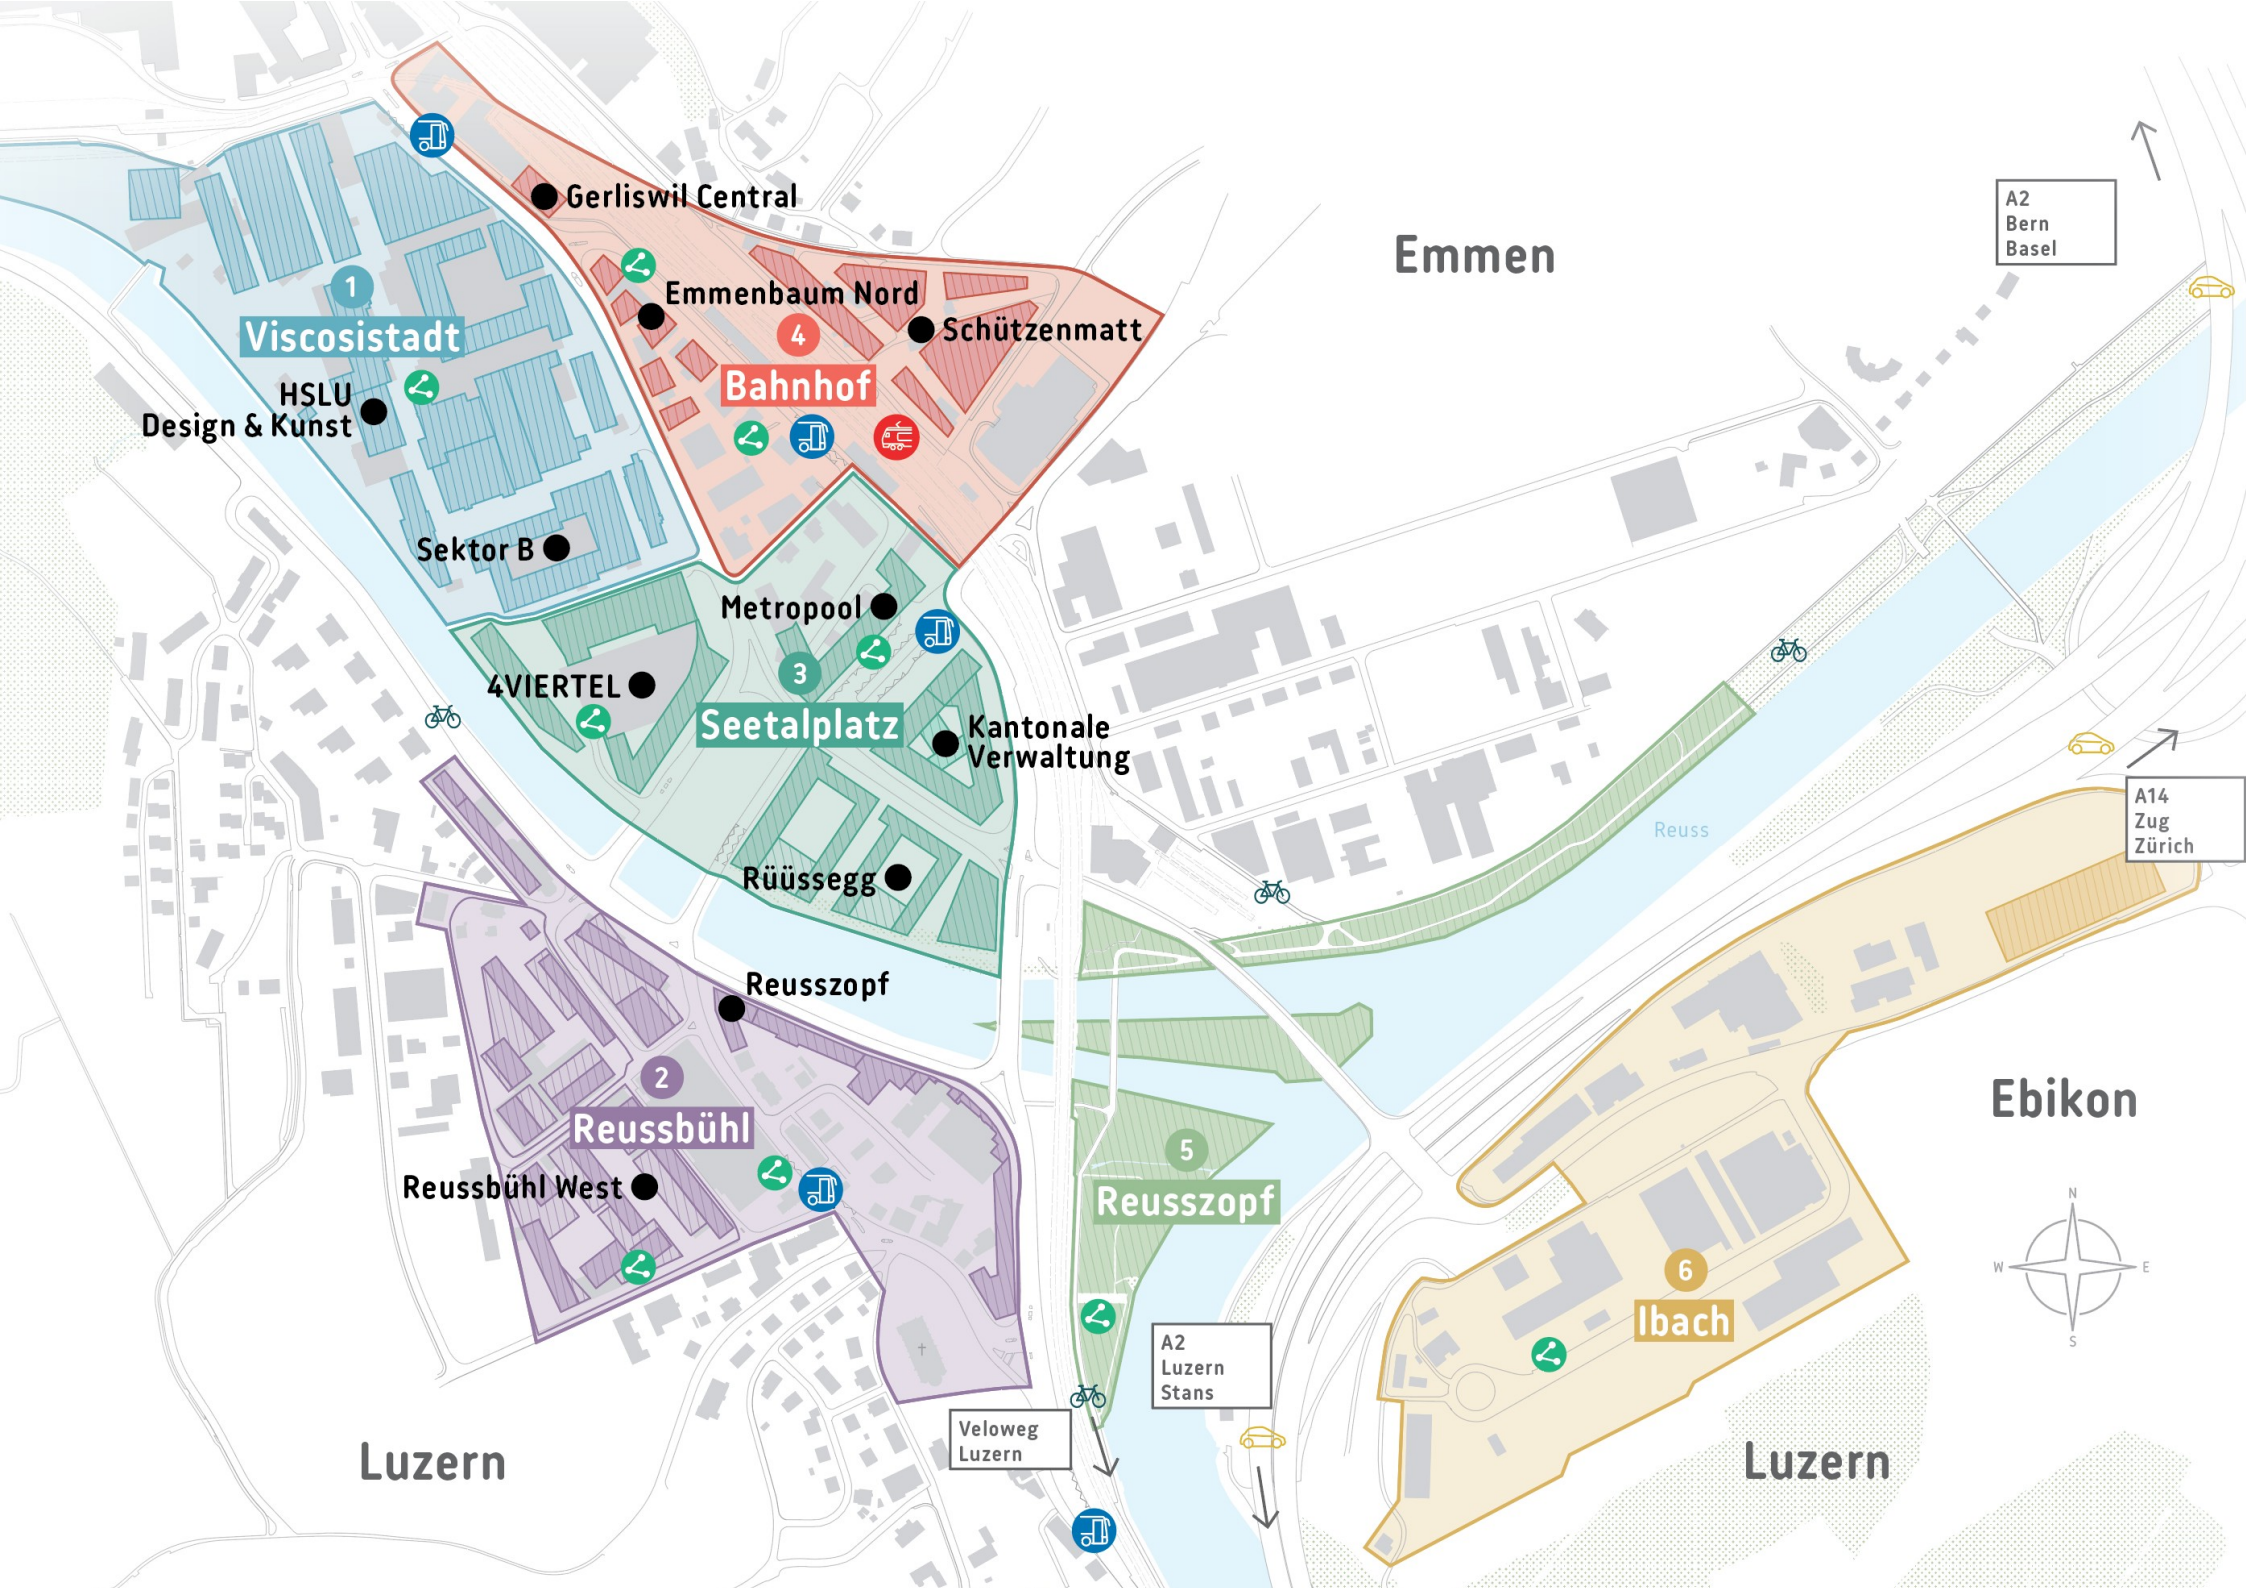 Gerliswil Central
A2
Bern
Basel
Emmen
1
Viscosistadt
Emmenbaum Nord
4
Schützenmatt
Bahnhof
HSLU
Design & Kunst
Sektor B
Metropool
3
4VIERTEL
Seetalplatz
Kantonale
Verwaltung
A14
Zug
Zürich
Reuss
Rüüssegg
Reusszopf
2
Reussbühl
Reussbühl West
5
Reusszopf
Ebikon
N
W
E
S
6
Ibach
A2
Luzern
Stans
Veloweg
Luzern
Luzern
Luzern